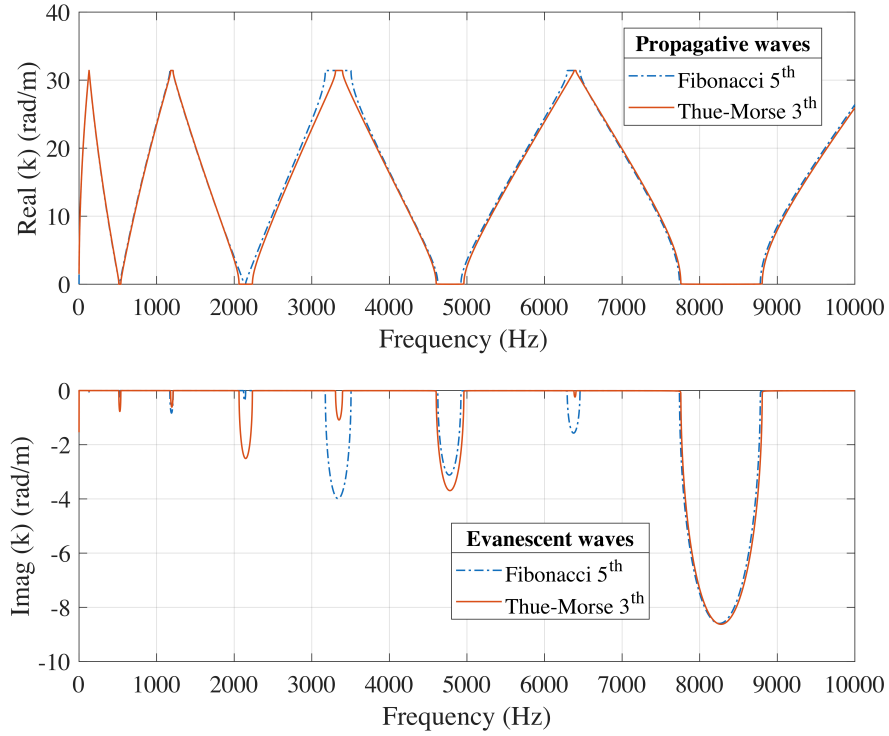 40
30
20
10
0
Real (k) (rad/m)
Propagative waves
Fibonacci 5th
Thue-Morse 3th
0 1000 2000 3000 4000 5000 6000 7000 8000 9000 10000
Frequency (Hz)
0
-2
-4
-6
-8
-10
Imag (k) (rad/m)
Evanescent waves
Fibonacci 5th
Thue-Morse 3th
0 1000 2000 3000 4000 5000 6000 7000 8000 9000 10000
Frequency (Hz)